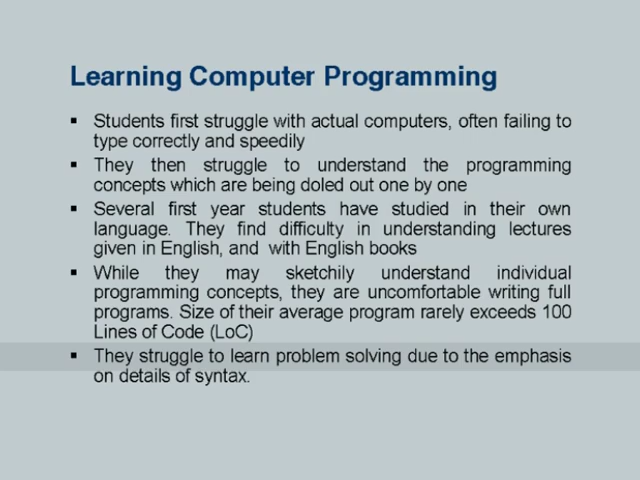 Learning Computer Programming
▪ Students first struggle with actual computers, often failing to
type correctly and speedily
▪ They then struggle to understand the programming
concepts which are being doled out one by one
▪ Several first year students have studied in their own
language. They find difficulty in understanding lectures
given in English, and with English books
▪ While they may sketchily understand individual
programming concepts, they are uncomfortable writing full
programs. Size of their average program rarely exceeds 100
Lines of Code (LoC)
▪ They struggle to learn problem solving due to the emphasis
on details of syntax.